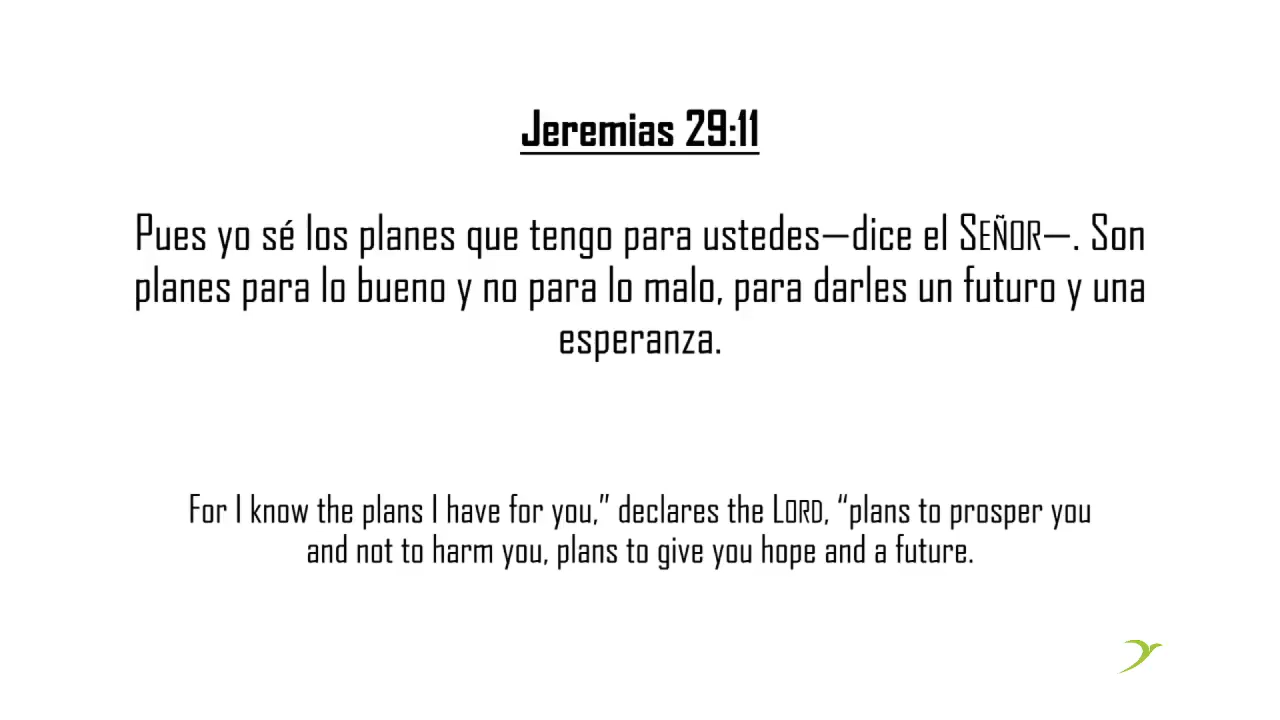 Jeremias 29:11
Pues yo sé los planes que tengo para ustedes—dice el SEÑOR—. Son
planes para lo bueno y no para lo malo, para darles un futuro y una
esperanza.
For I know the plans I have for you,” declares the LORD, “plans to prosper you
and not to harm you, plans to give you hope and a future.